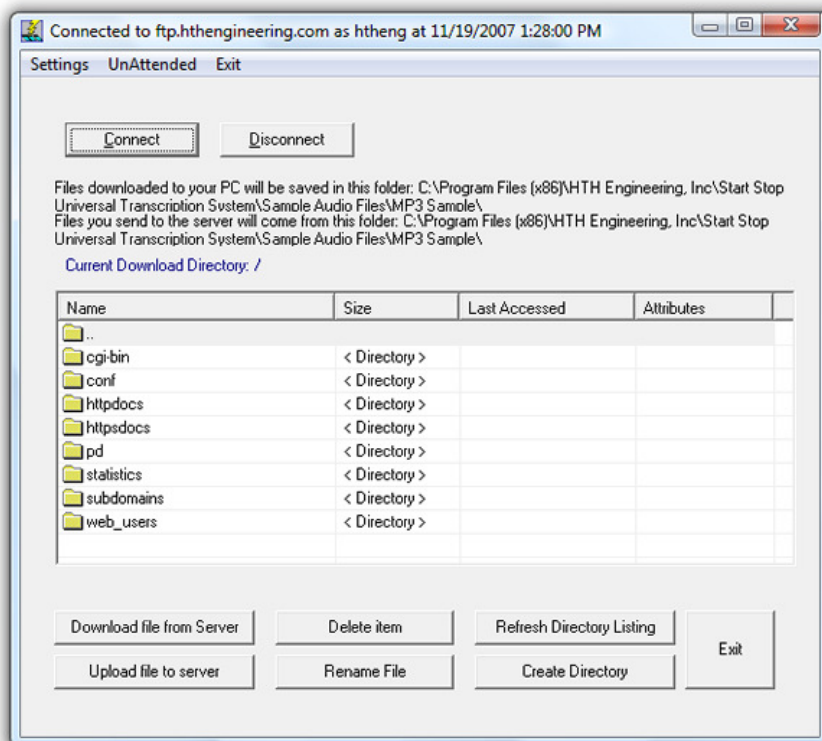 Connected to ftp.hthengineering.com as htheng at 11/19/2007 1:28:00 PM
Settings UnAttended Exit
Connect Disconnect
Files downloaded to your PC will be saved in this folder: C:\Program Files (x86)\HTH Engineering, Inc\Start Stop
Universal Transcription System\Sample Audio Files\MP3 Sample\
Files you send to the server will come from this folder: C:\Program Files (x86)\HTH Engineering, Inc\Start Stop
Universal Transcription System\Sample Audio Files\MP3 Sample\
Current Download Directory: /
Name Size Last Accessed Attributes
..
cgi-bin < Directory >
conf < Directory >
httpdocs < Directory >
httpsdocs < Directory >
pd < Directory >
statistics < Directory >
subdomains < Directory >
web_users < Directory >
Download file from Server Delete item Refresh Directory Listing
Exit
Upload file to server Rename File Create Directory